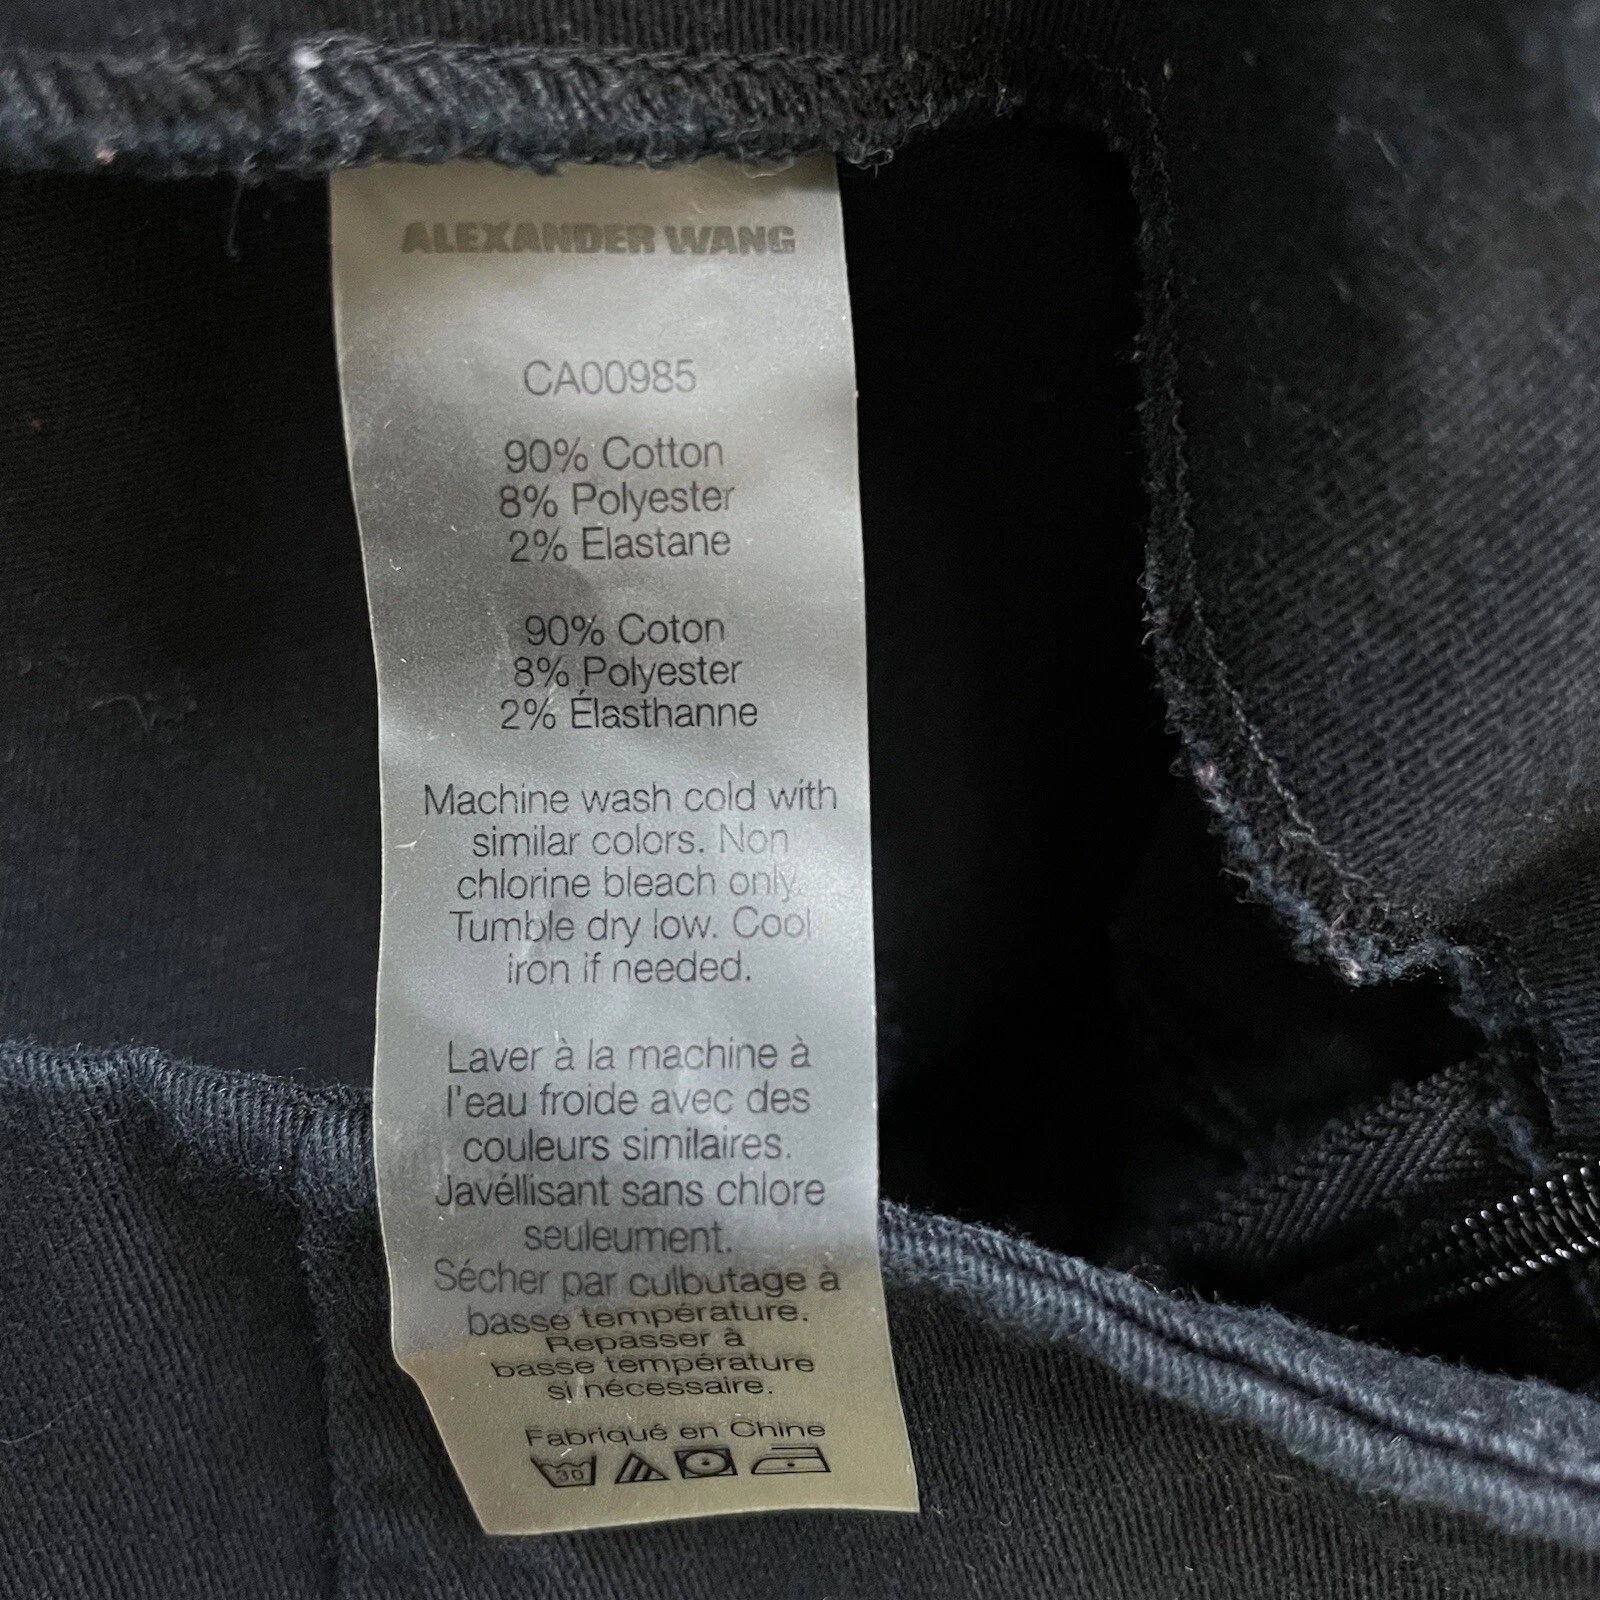 ALEXANDER WANG
CA00985
90% Cotton
8% Polyester
2% Elastane
90% Coton
8% Polyester
2% Élasthanne
Machine wash cold with
similar colors. Non
chlorine bleach only.
Tumble dry low. Cool
iron if needed.
Laver à la machine à
l'eau froide avec des
couleurs similaires.
Javéllisant sans chlore
seuleument.
Sécher par culbutage à
basse température.
Repasser à
basse température
si nécessaire.
Fabriqué en Chine
30